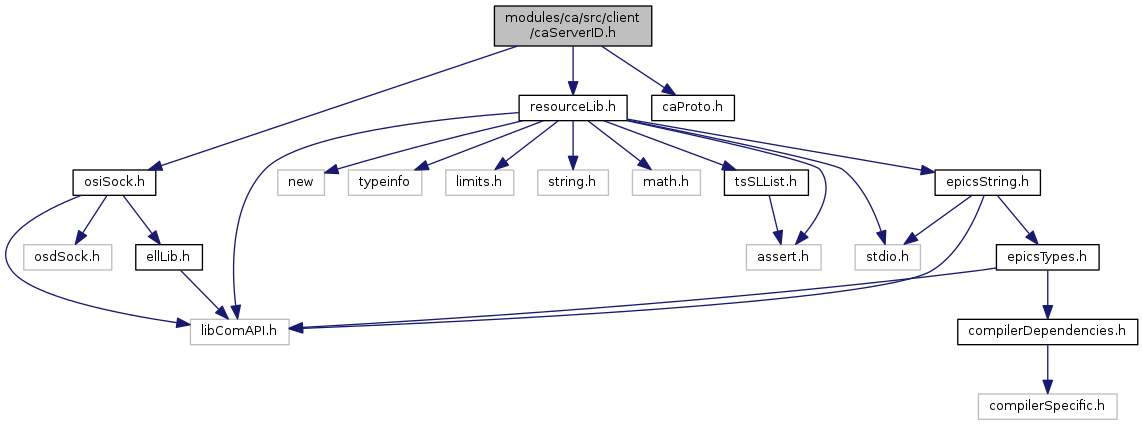 modules/ca/src/client
/caServerID.h
resourceLib.h
caProto.h
osiSock.h
new
typeinfo
limits.h
string.h
math.h
tsSLList.h
epicsString.h
osdSock.h
ellLib.h
assert.h
stdio.h
epicsTypes.h
libComAPI.h
compilerDependencies.h
compilerSpecific.h